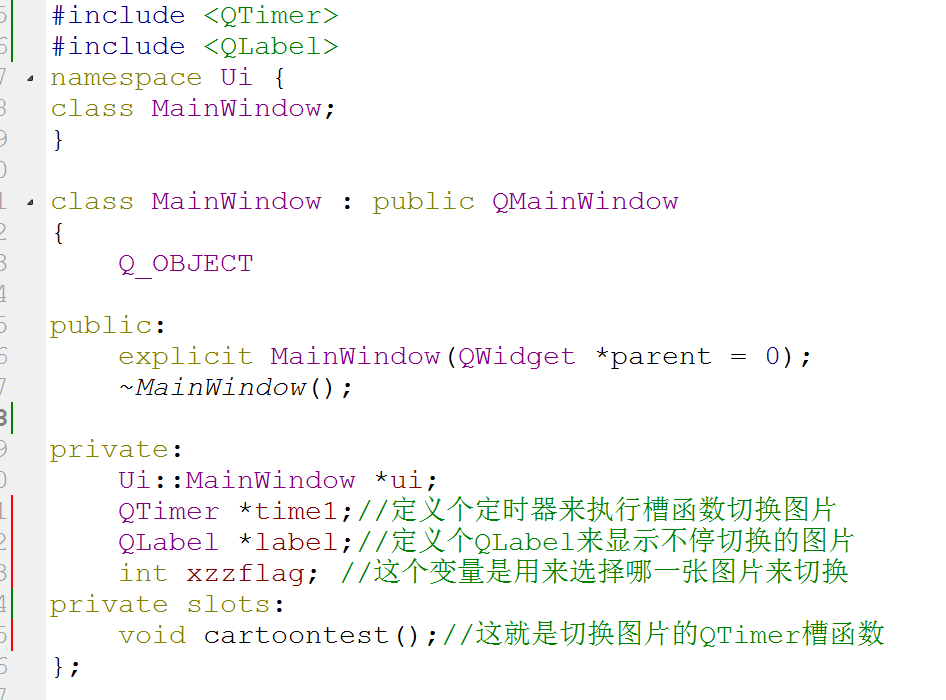 #include <QTimer>
#include <QLabel>
namespace Ui {
class MainWindow;
}
class MainWindow : public QMainWindow
{
Q_OBJECT
public:
explicit MainWindow(QWidget *parent = 0);
~MainWindow();
private:
Ui::MainWindow *ui;
QTimer *time1;//定义个定时器来执行槽函数切换图片
QLabel *label;//定义个QLabel来显示不停切换的图片
int xzzflag; //这个变量是用来选择哪一张图片来切换
private slots:
void cartoontest();//这就是切换图片的QTimer槽函数
};